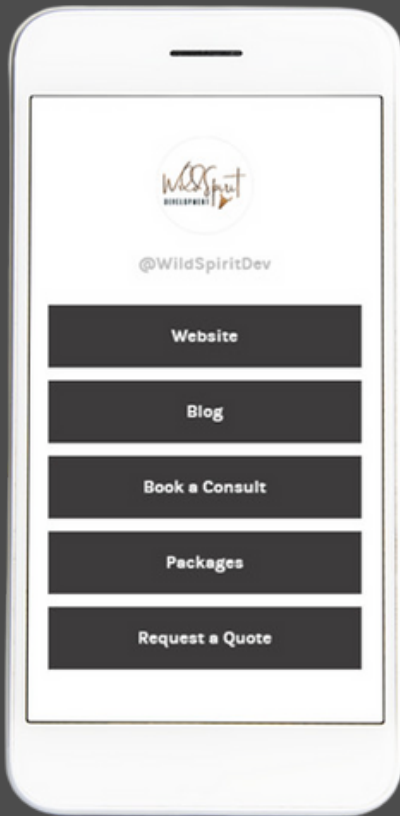 WildSpirit
DEVELOPMENT
@WildSpiritDev
Website
Blog
Book a Consult
Packages
Request a Quote